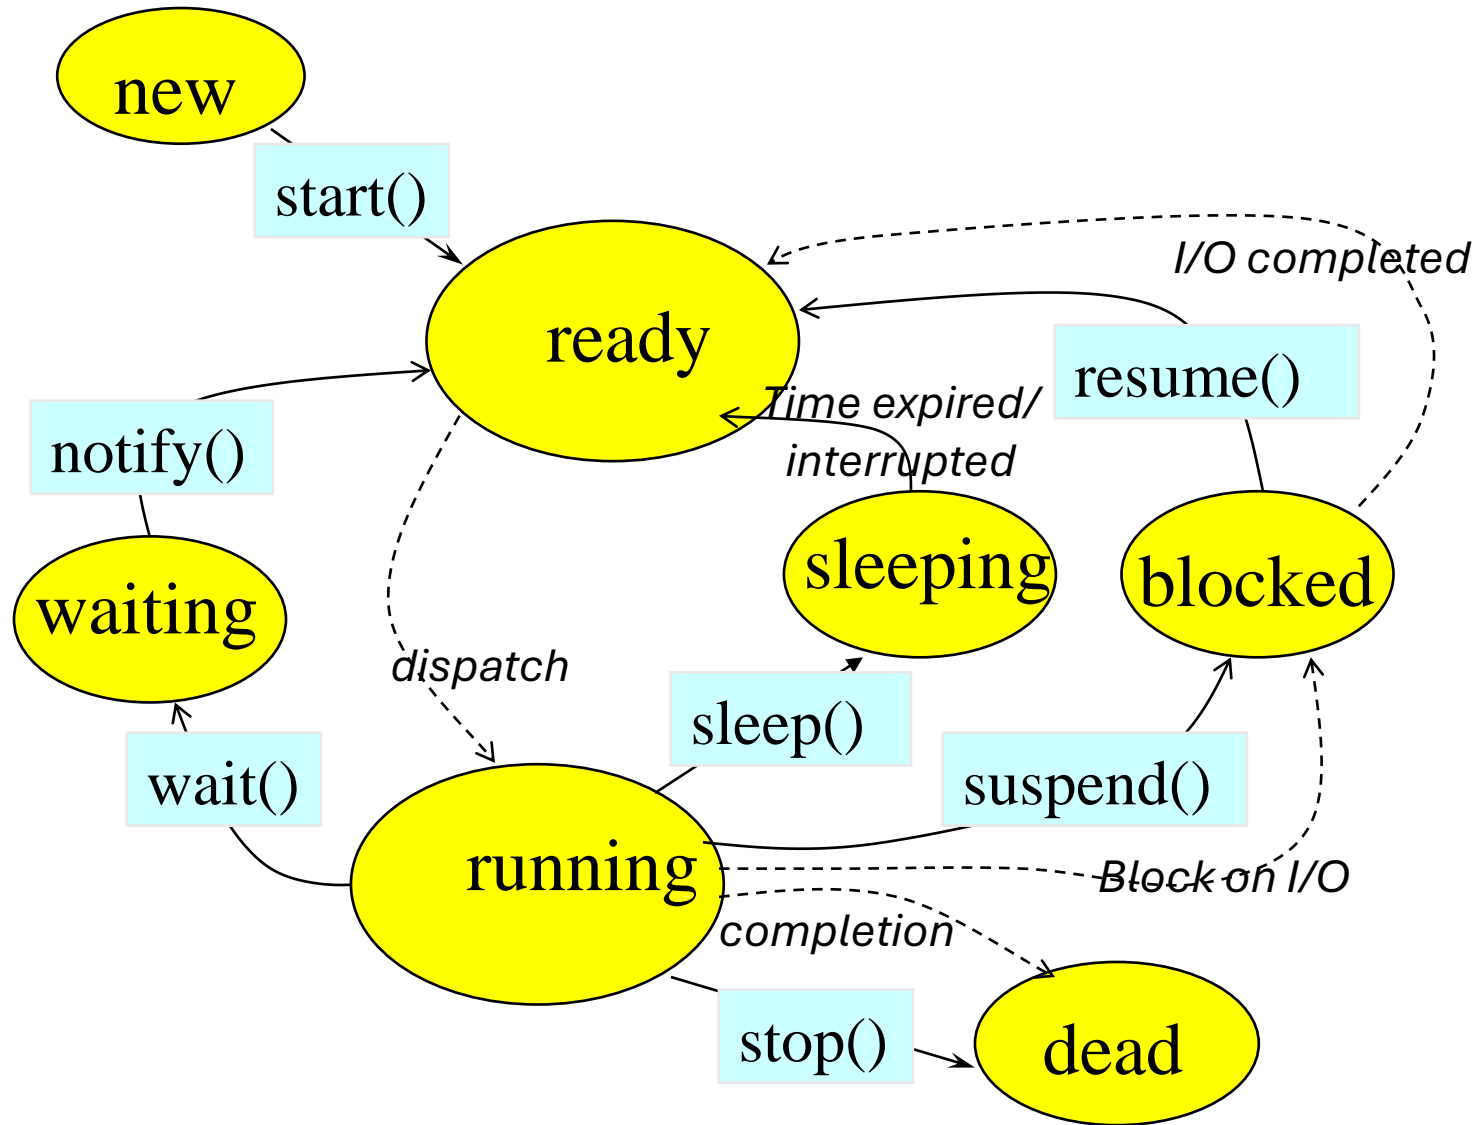 new
start()
I/O completed
ready
resume()
Time expired/
interrupted
notify()
sleeping
blocked
waiting
dispatch
sleep()
wait()
suspend()
running
Block on I/O
completion
stop()
dead